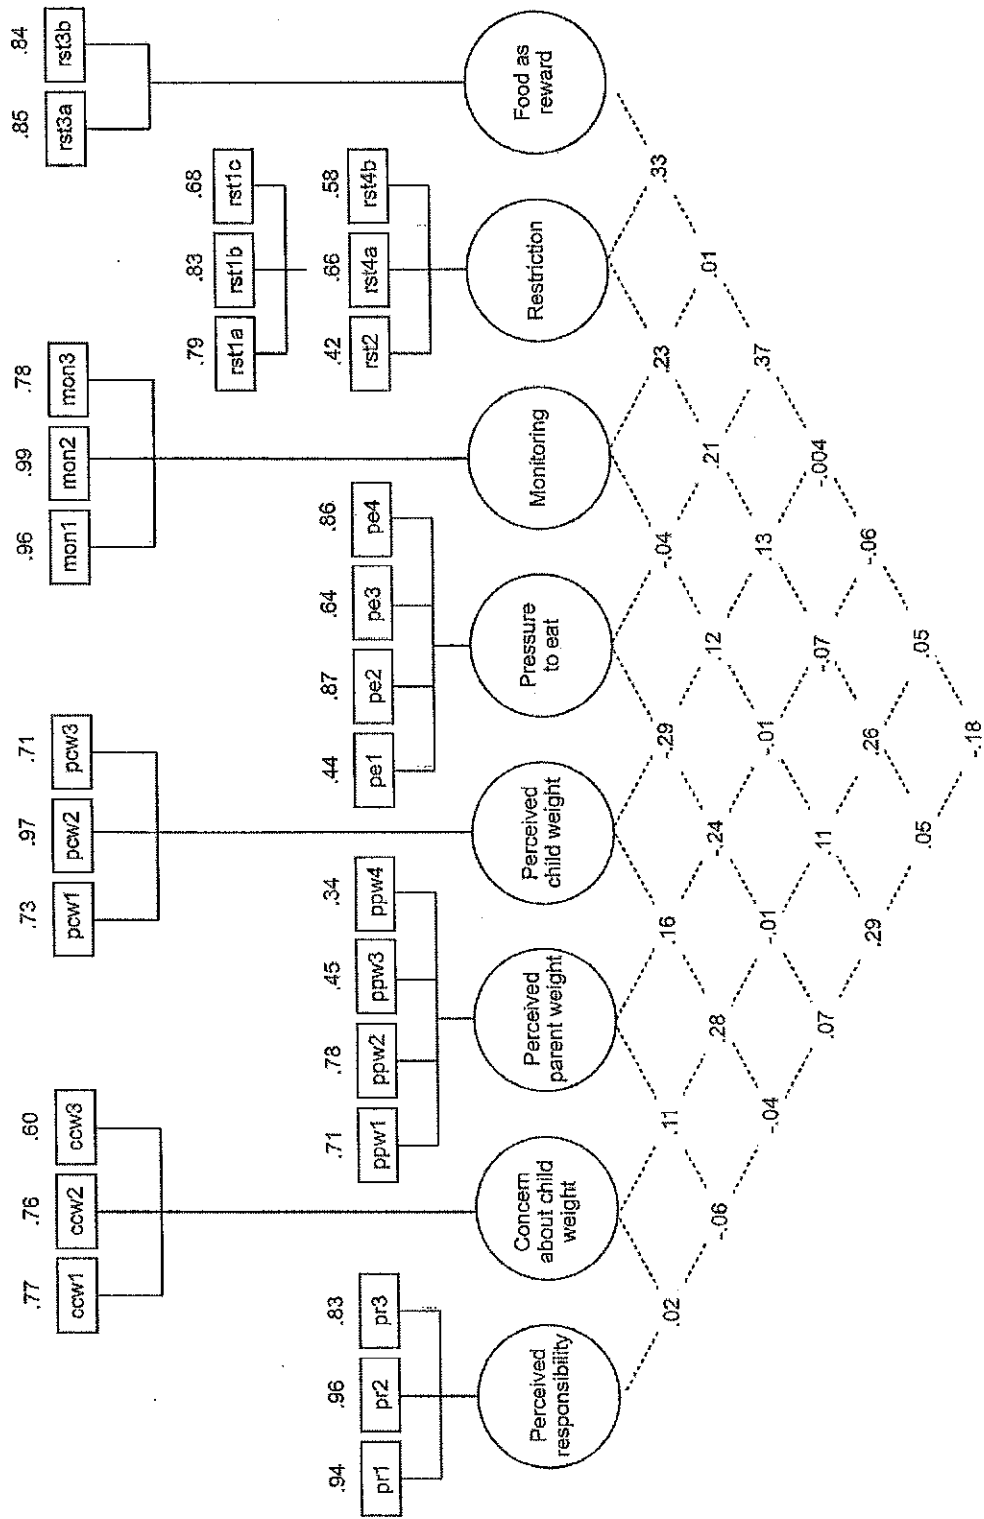 .77 .76 .60 .73 .97 .71 .96 .99 .78 .85 .84
ccw1 ccw2 ccw3 pcw1 pcw2 pcw3 mon1 mon2 mon3 rst3a rst3b
.79 .83 .68
rst1a rst1b rst1c
.94 .96 .83 .71 .78 .45 .34 .44 .87 .64 .86 .42 .66 .58
pr1 pr2 pr3 ppw1 ppw2 ppw3 ppw4 pe1 pe2 pe3 pe4 rst2 rst4a rst4b
Perceived
responsibility
Concern
about child
weight
Perceived
parent weight
Perceived
child weight
Pressure
to eat
Monitoring
Restriction
Food as
reward
.02 .11 .16 -.29 -.04 .23 .33
-.06 .28 -.24 .12 .21 .01
-.04 -.01 -.01 .13 .37
.07 .11 -.07 -.004
.29 .26 -.06
.05 .05
-.18